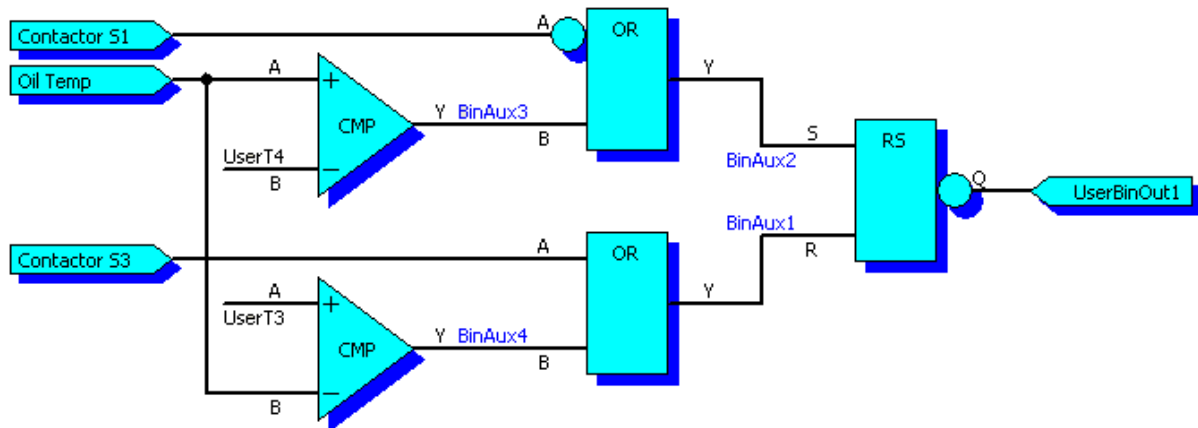 Contactor S1
A
OR
Oil Temp
A
+
Y
CMP
Y BinAux3
B
UserT4
−
B
S
RS
BinAux2
Q
UserBinOut1
BinAux1
R
Contactor S3
A
OR
A
+
UserT3
Y
CMP
Y BinAux4
B
−
B